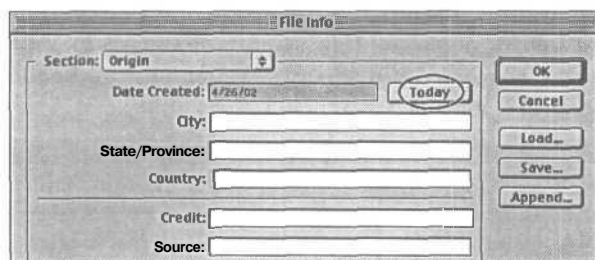 File Info
Section: Origin
OK
Date Created: 4/26/02 Today
Cancel
City:
State/Province:
Load...
Country:
Save...
Append...
Credit:
Source: